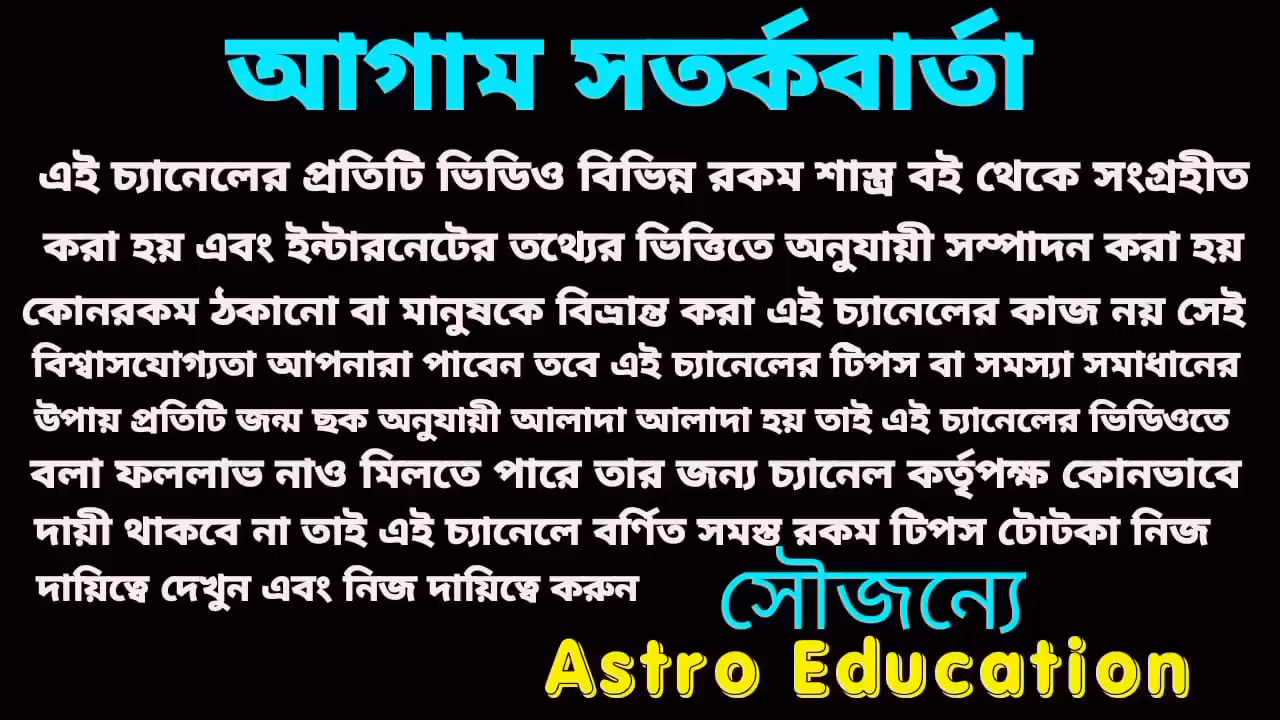 আগাম সতর্কবার্তা
এই চ্যানেলের প্রতিটি ভিডিও বিভিন্ন রকম শাস্ত্র বই থেকে সংগ্রহীত
করা হয় এবং ইন্টারনেটের তথ্যের ভিত্তিতে অনুযায়ী সম্পাদন করা হয়
কোনরকম ঠকানো বা মানুষকে বিভ্রান্ত করা এই চ্যানেলের কাজ নয় সেই
বিশ্বাসযোগ্যতা আপনারা পাবেন তবে এই চ্যানেলের টিপস বা সমস্যা সমাধানের
উপায় প্রতিটি জন্ম ছক অনুযায়ী আলাদা আলাদা হয় তাই এই চ্যানেলের ভিডিওতে
বলা ফললাভ নাও মিলতে পারে তার জন্য চ্যানেল কর্তৃপক্ষ কোনভাবে
দায়ী থাকবে না তাই এই চ্যানেলে বর্ণিত সমস্ত রকম টিপস টোটকা নিজ
দায়িত্বে দেখুন এবং নিজ দায়িত্বে করুন
সৌজন্যে
Astro Education